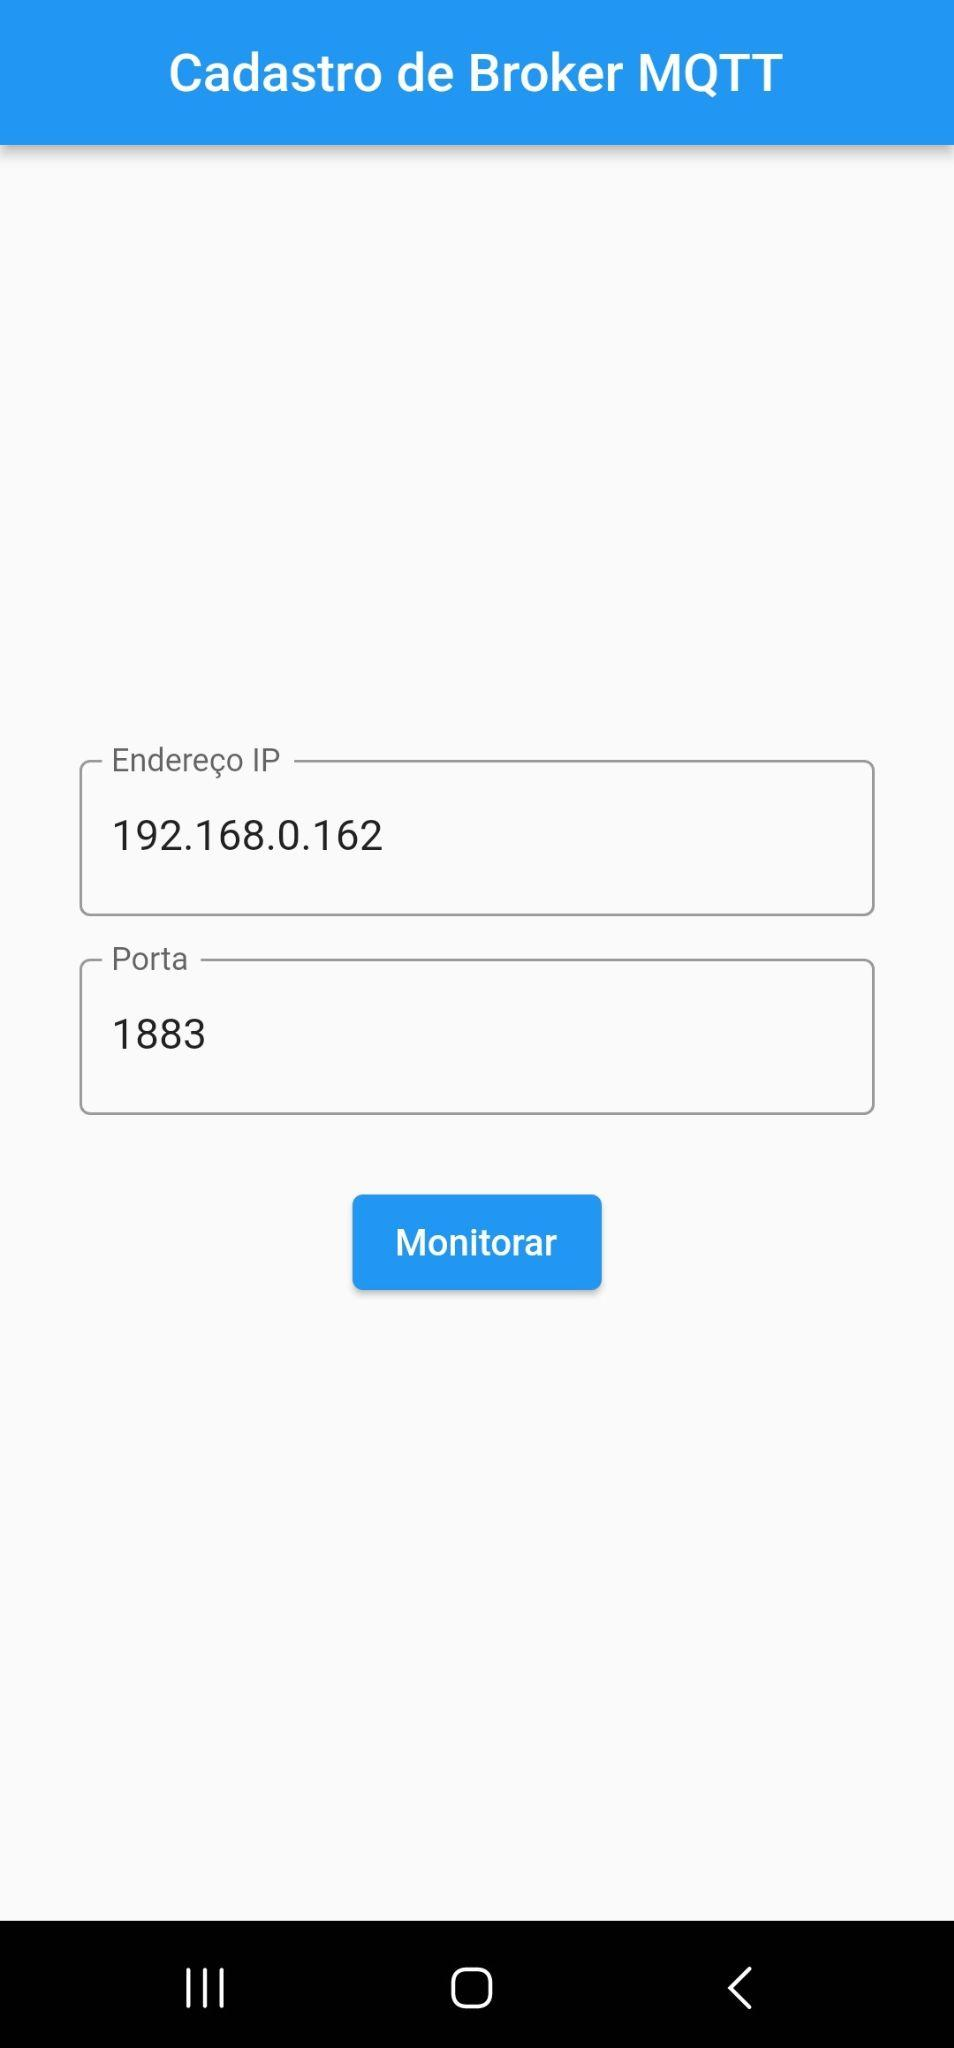 Cadastro de Broker MQTT
Endereço IP
192.168.0.162
Porta
1883
Monitorar